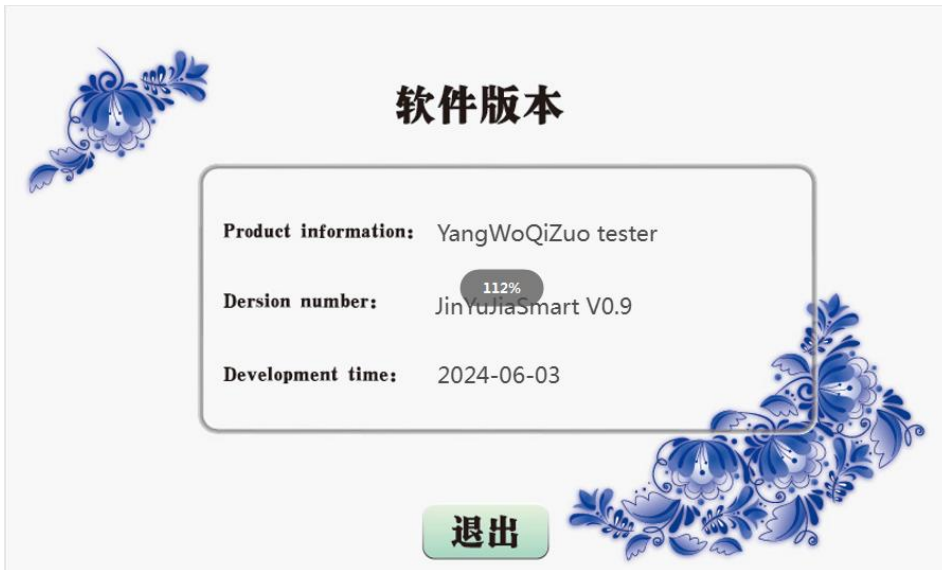 软件版本
Product information: YangWoQiZuo tester
112%
Dersion number: JinYuJiaSmart V0.9
Development time: 2024-06-03
退出